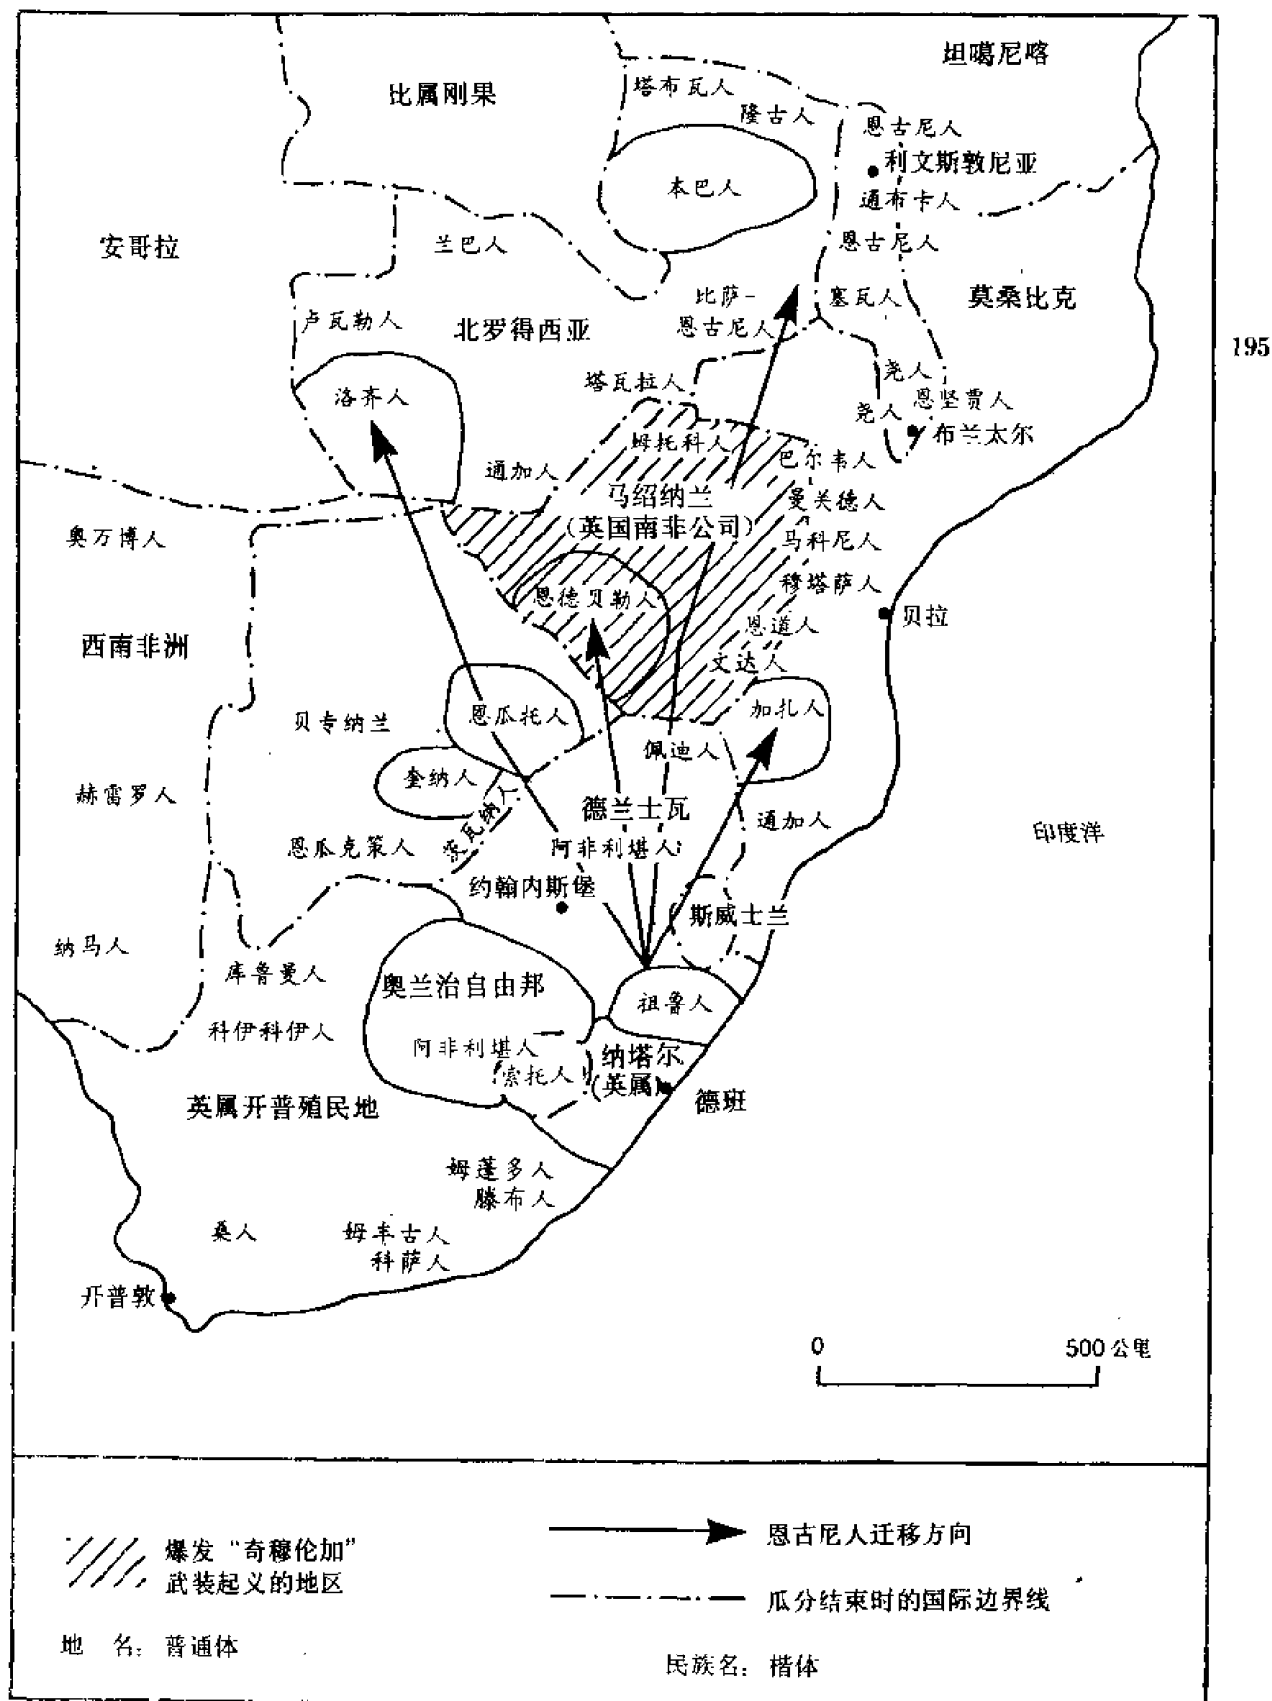 坦噶尼喀
比属刚果
塔布瓦人
隆古人
恩古尼人
利文斯敦尼亚
本巴人
通布卡人
安哥拉
兰巴人
恩古尼人
比萨-
恩古尼人
塞瓦人
莫桑比克
卢瓦勒人
北罗得西亚
195
尧人
塔瓦拉人
洛齐人
恩坚贾人
尧人
布兰太尔
姆托科人
通加人
巴尔韦人
马绍纳兰
(英国南非公司)
曼关德人
奥万博人
马科尼人
穆塔萨人
恩德贝勒人
贝拉
恩道人
西南非洲
文达人
加扎人
恩瓜托人
贝专纳兰
佩迪人
奎纳人
赫雷罗人
茨瓦纳人
德兰士瓦
通加人
印度洋
恩瓜克策人
阿非利堪人
约翰内斯堡
斯威士兰
纳马人
库鲁曼人
奥兰治自由邦
祖鲁人
科伊科伊人
阿非利堪人
纳塔尔
(英属)
索托人
英属开普殖民地
德班
姆蓬多人
滕布人
桑人
姆丰古人
科萨人
开普敦
0 500公里
爆发“奇穆伦加”
武装起义的地区
恩古尼人迁移方向
瓜分结束时的国际边界线
地 名：普通体
民族名：楷体